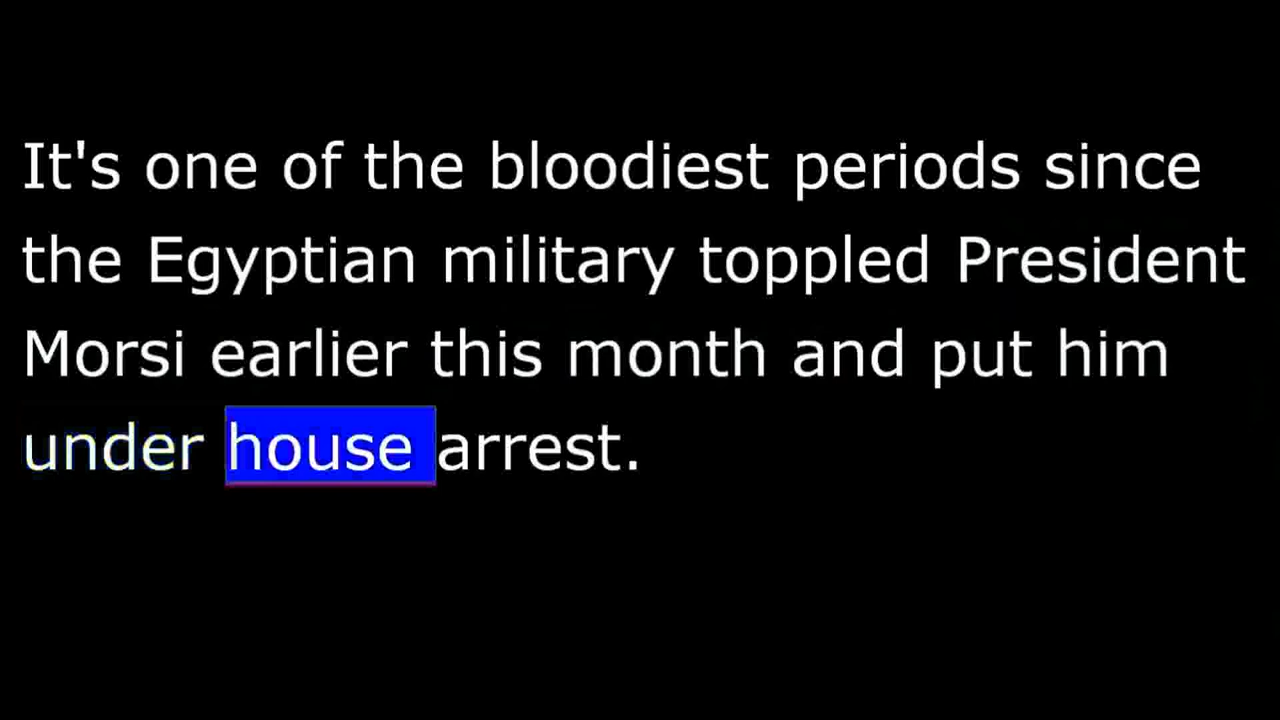 It's one of the bloodiest periods since
the Egyptian military toppled President
Morsi earlier this month and put him
under house arrest.